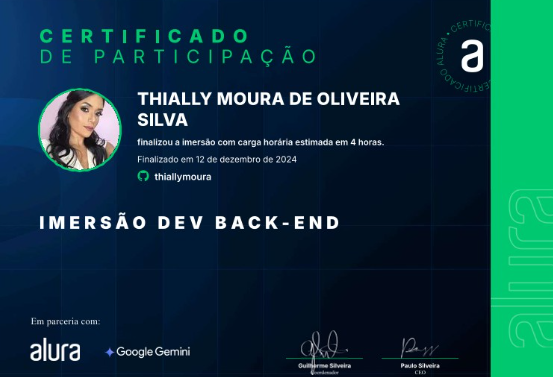 CERTIFICADO
DE PARTICIPAÇÃO
ALURA • CERTIFICADO ALURA CERTIFICADO
a
THIALLY MOURA DE OLIVEIRA
SILVA
finalizou a imersão com carga horária estimada em 4 horas.
Finalizado em 12 de dezembro de 2024
thiallymoura
IMERSÃO DEV BACK-END
Em parceria com:
alura
Google Gemini
Guilherme Silveira
Coordenador
Paulo Silveira
CEO
alura